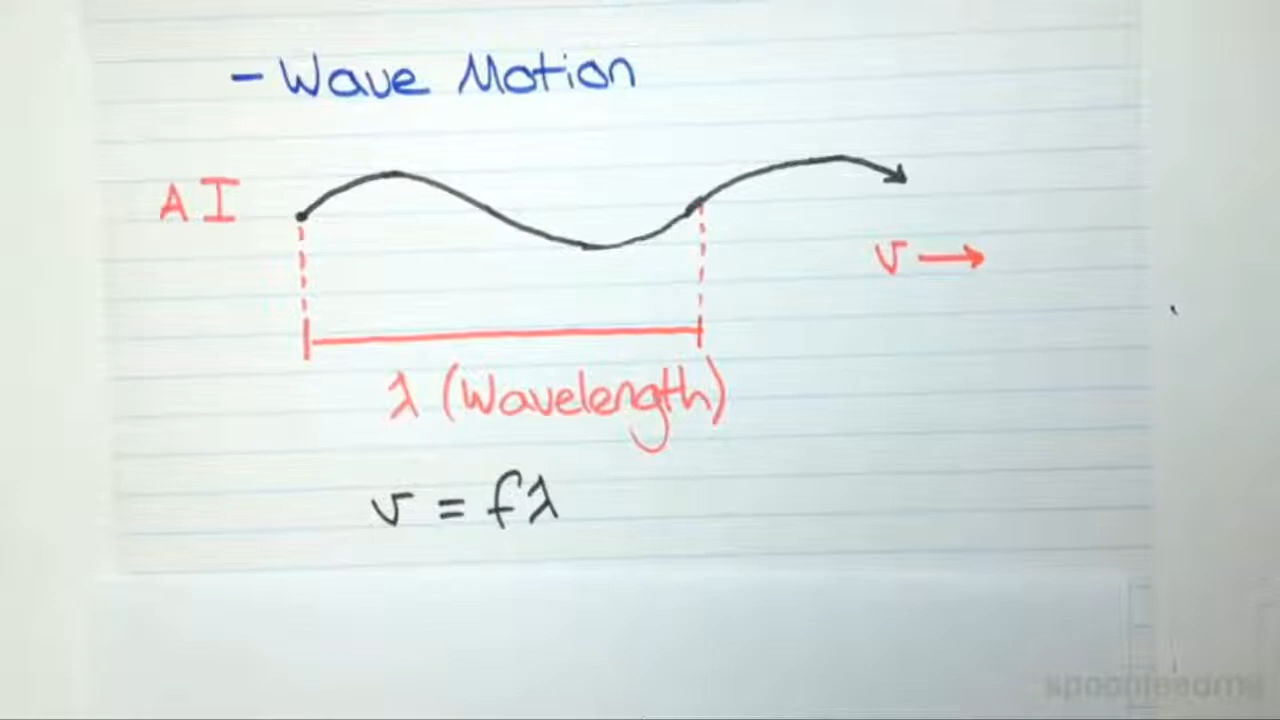 - Wave Motion
A
v →
λ (Wavelength)
v = fλ